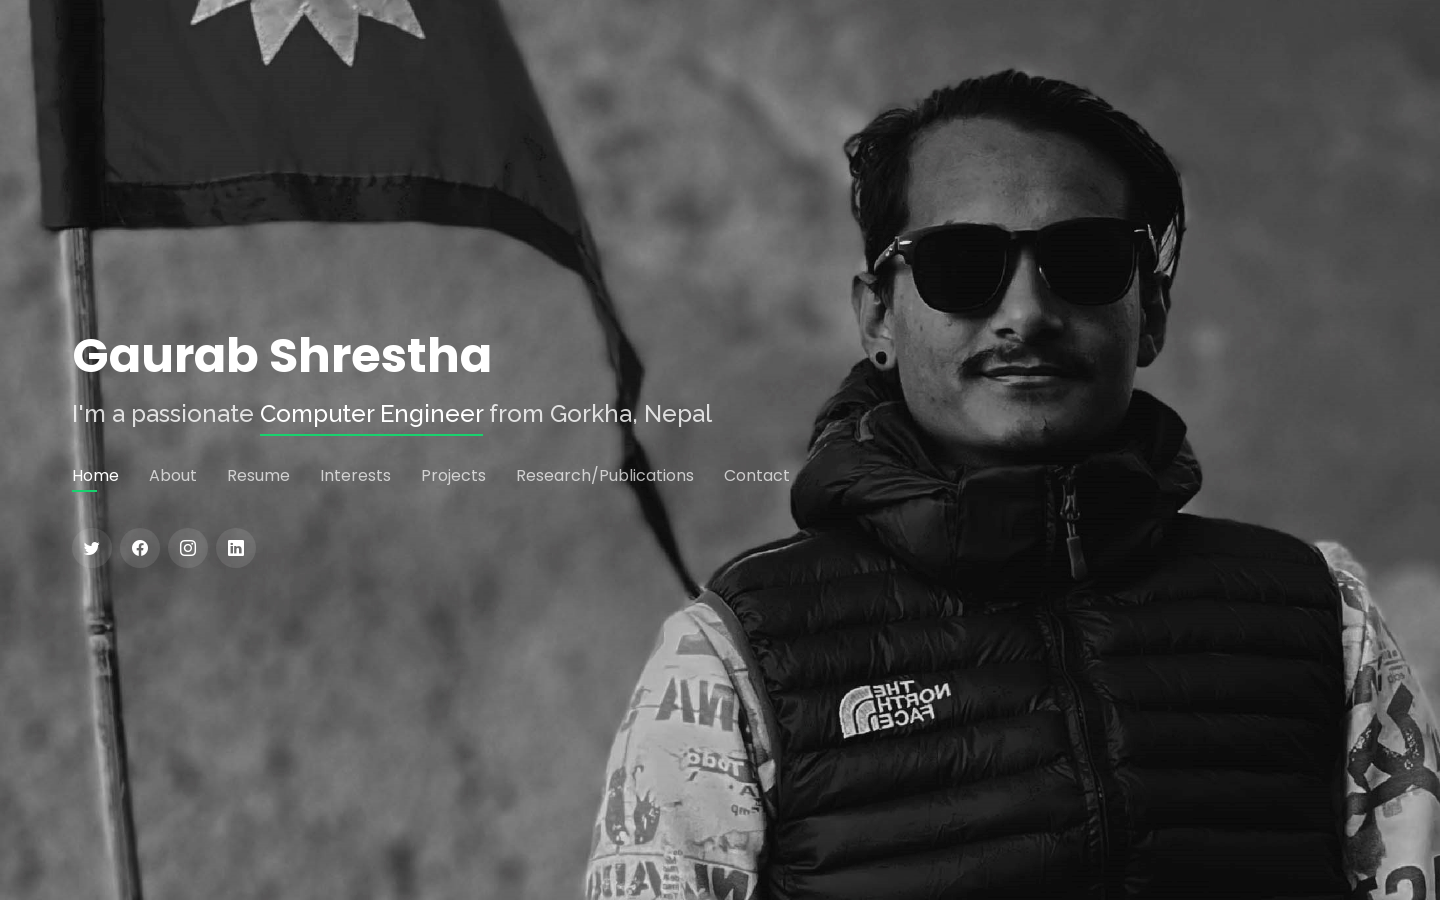 Gaurab Shrestha
I'm a passionate Computer Engineer from Gorkha, Nepal
Home About Resume Interests Projects Research/Publications Contact
THE
NORTH
FACE
Toda